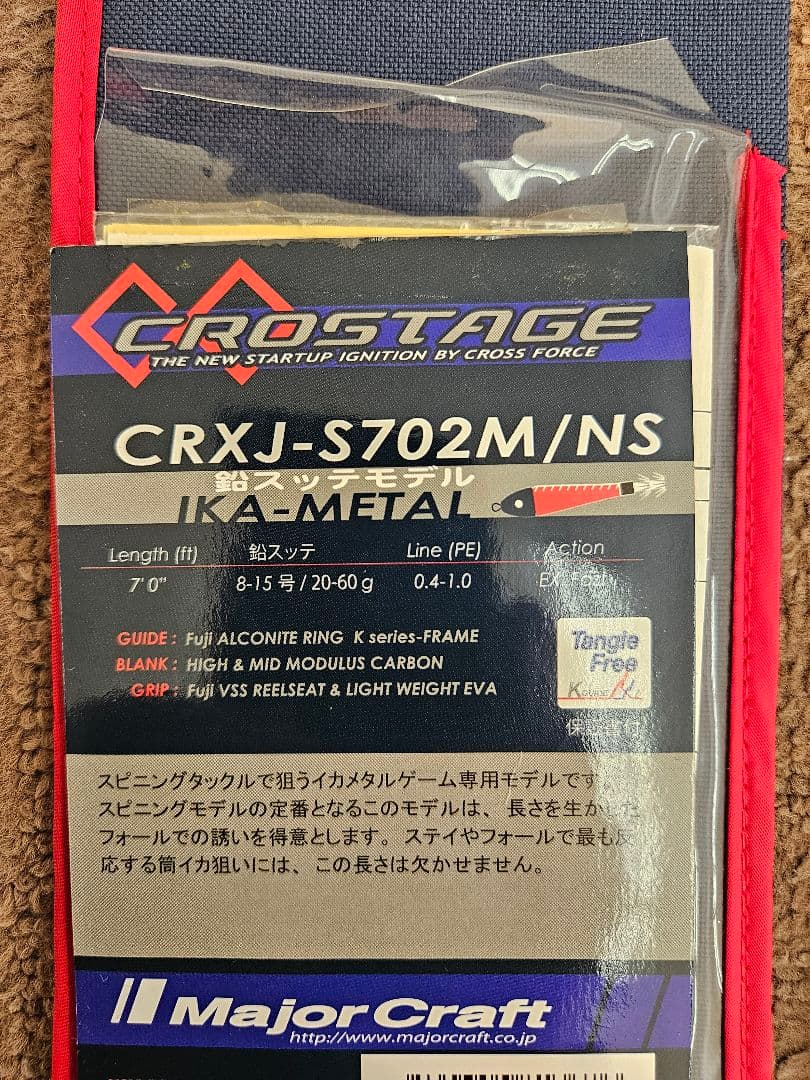 CROSTAGE
THE NEW STARTUP IGNITION BY CROSS FORCE
CRXJ-S702M/NS
鉛スッテモデル
IKA-METAL
Length (ft) 鉛スッテ Line (PE) Action
7'0" 8-15号/20-60g 0.4-1.0 EX. Fast
GUIDE : Fuji ALCONITE RING K series-FRAME
BLANK : HIGH & MID MODULUS CARBON
GRIP : Fuji VSS REELSEAT & LIGHT WEIGHT EVA
Tangle
Free
K GUIDE
保証書付
スピニングタックルで狙うイカメタルゲーム専用モデルです。
スピニングモデルの定番となるこのモデルは、長さを生かした
フォールでの誘いを得意とします。ステイやフォールで最も反
応する筒イカ狙いには、この長さは欠かせません。
Major Craft
http://www.majorcraft.co.jp